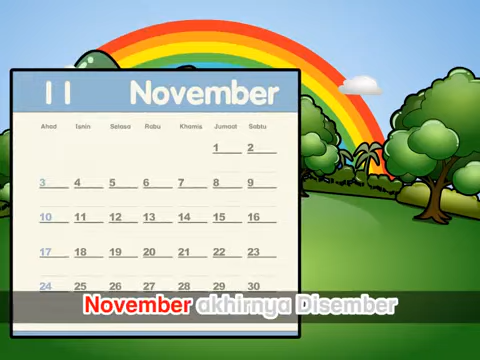 11 November
Ahad Isnin Selasa Rabu Khamis Jumaat Sabtu
1 2
3 4 5 6 7 8 9
10 11 12 13 14 15 16
17 18 19 20 21 22 23
24 25 26 27 28 29 30
November akhirnya Disember